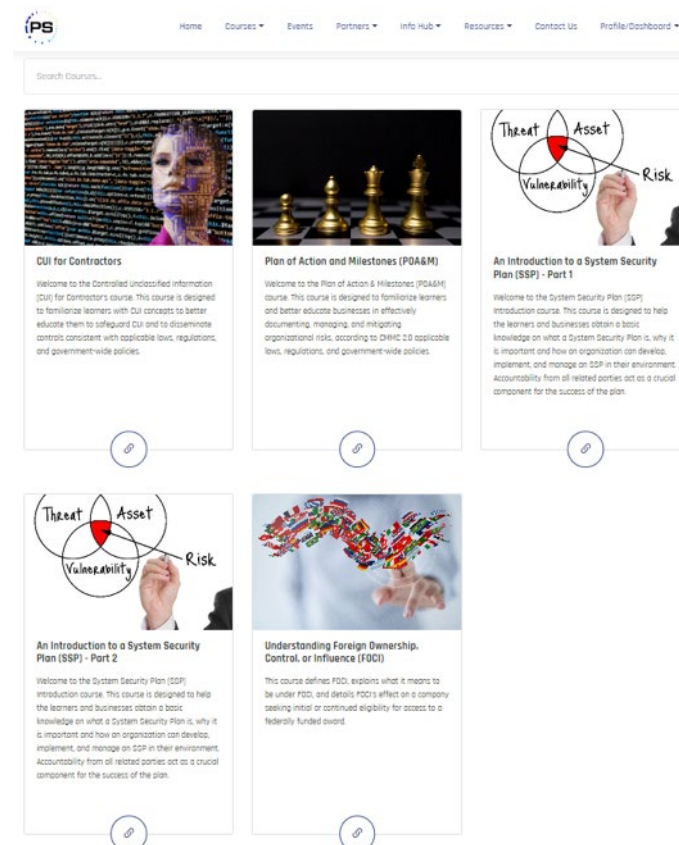 PS
Home Courses Events Partners Info Hub Resources Contact Us Profile/Dashboard
Search Courses...
Threat Asset
Vulnerability Risk
CUI for Contractors
Welcome to the Controlled Unclassified Information
(CUI) for Contractor's course. This course is designed
to familiarize learners with CUI concepts to better
educate them to safeguard CUI and to disseminate
controls consistent with applicable laws, regulations,
and government-wide policies.
Plan of Action and Milestones (POA&M)
Welcome to the Plan of Action & Milestones (POA&M)
course. This course is designed to familiarize learners
and better educate businesses in effectively
documenting, managing, and mitigating
organizational risks, according to CMMC 2.0 applicable
laws, regulations, and government-wide policies.
An Introduction to a System Security
Plan (SSP) - Part 1
Welcome to the System Security Plan (SSP)
Introduction course. This course is designed to help
the learners and businesses obtain a basic
knowledge on what a System Security Plan is, why it
is important and how an organization can develop,
implement, and manage an SSP in their environment.
Accountability from all related parties act as a crucial
component for the success of the plan.
Threat Asset
Vulnerability Risk
An Introduction to a System Security
Plan (SSP) - Part 2
Welcome to the System Security Plan (SSP)
Introduction course. This course is designed to help
the learners and businesses obtain a basic
knowledge on what a System Security Plan is, why it
is important and how an organization can develop,
implement, and manage an SSP in their environment.
Accountability from all related parties act as a crucial
component for the success of the plan.
Understanding Foreign Ownership,
Control, or Influence (FOCI)
This course defines FOCI, explains what it means to
be under FOCI, and details FOCI's effect on a company
seeking initial or continued eligibility for access to a
federally funded award.